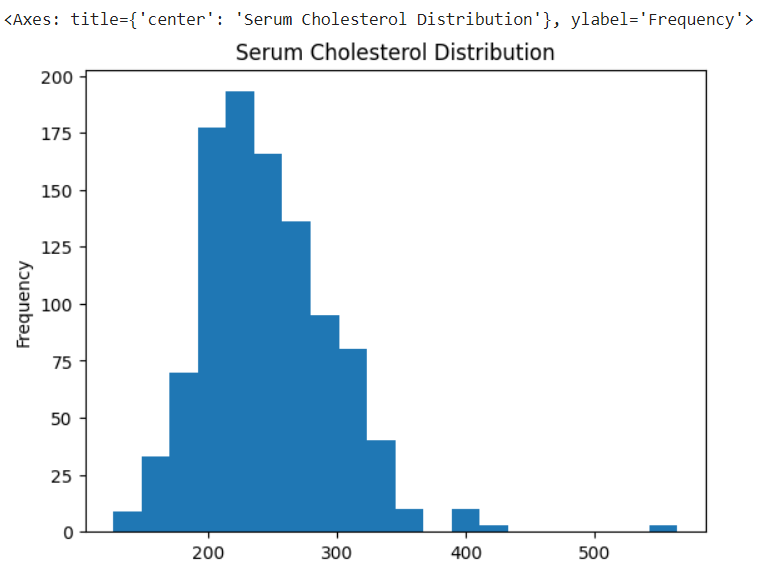 <Axes: title={'center': 'Serum Cholesterol Distribution'}, ylabel='Frequency'>
Serum Cholesterol Distribution
200
175
150
125
100
75
50
25
0
Frequency
200 300 400 500